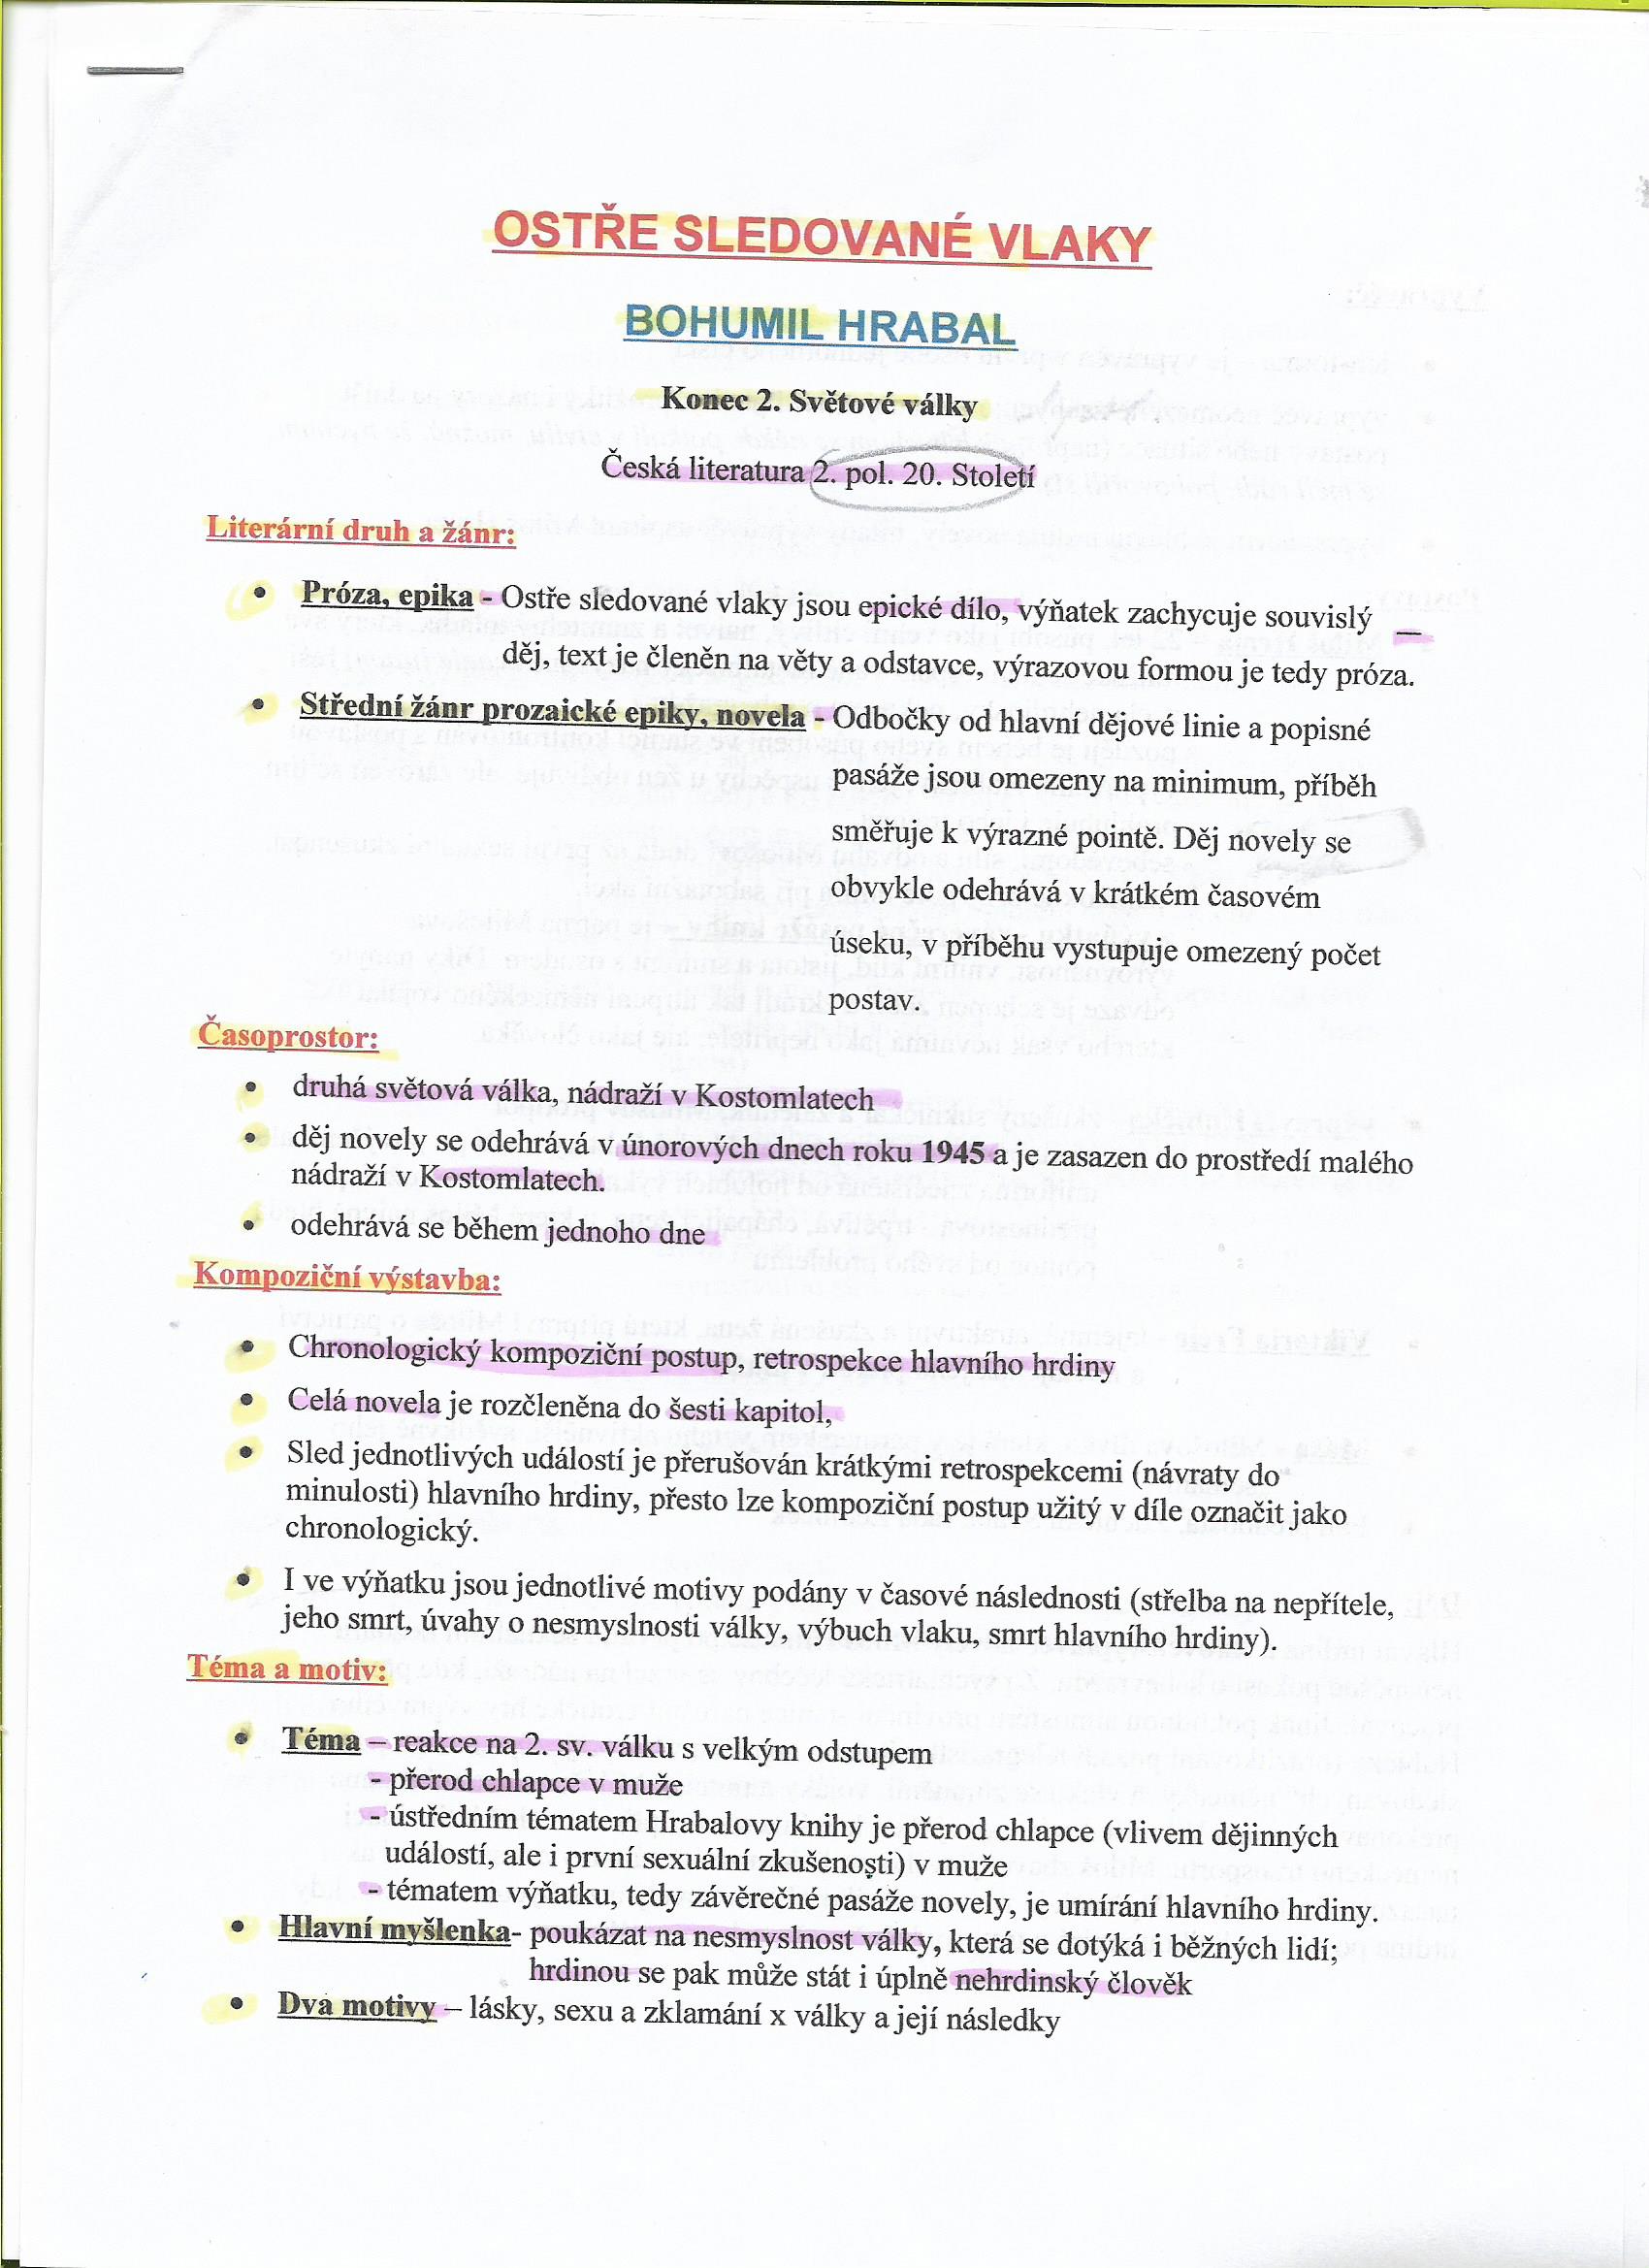 OSTŘE SLEDOVANÉ VLAKY
BOHUMIL HRABAL
Konec 2. Světové války
Česká literatura 2. pol. 20. Století
Literární druh a žánr:
• Próza, epika - Ostře sledované vlaky jsou epické dílo, výňatek zachycuje souvislý –
děj, text je členěn na věty a odstavce, výrazovou formou je tedy próza.
• Střední žánr prozaické epiky, novela - Odbočky od hlavní dějové linie a popisné
pasáže jsou omezeny na minimum, příběh
směřuje k výrazné pointě. Děj novely se
obvykle odehrává v krátkém časovém
úseku, v příběhu vystupuje omezený počet
postav.
Časoprostor:
• druhá světová válka, nádraží v Kostomlatech
• děj novely se odehrává v únorových dnech roku 1945 a je zasazen do prostředí malého
nádraží v Kostomlatech.
• odehrává se během jednoho dne
Kompoziční výstavba:
• Chronologický kompoziční postup, retrospekce hlavního hrdiny
• Celá novela je rozčleněna do šesti kapitol,
• Sled jednotlivých událostí je přerušován krátkými retrospekcemi (návraty do
minulosti) hlavního hrdiny, přesto lze kompoziční postup užitý v díle označit jako
chronologický.
• I ve výňatku jsou jednotlivé motivy podány v časové následnosti (střelba na nepřítele,
jeho smrt, úvahy o nesmyslnosti války, výbuch vlaku, smrt hlavního hrdiny).
Téma a motiv:
• Téma – reakce na 2. sv. válku s velkým odstupem
- přerod chlapce v muže
- ústředním tématem Hrabalovy knihy je přerod chlapce (vlivem dějinných
událostí, ale i první sexuální zkušenosti) v muže
- tématem výňatku, tedy závěrečné pasáže novely, je umírání hlavního hrdiny.
• Hlavní myšlenka- poukázat na nesmyslnost války, která se dotýká i běžných lidí;
hrdinou se pak může stát i úplně nehrdinský člověk
• Dva motivy – lásky, sexu a zklamání x války a její následky